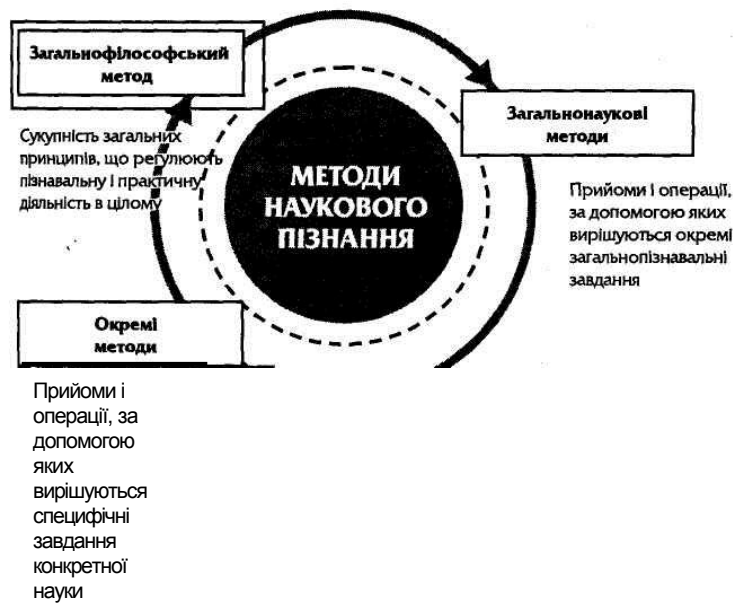 Загальнофілософський
метод
Сукупність загальних
принципів, що регулюють
пізнавальну і практичну
діяльність в цілому
МЕТОДИ
НАУКОВОГО
ПІЗНАННЯ
Загальнонаукові
методи
Прийоми і операції,
за допомогою яких
вирішуються окремі
загальнопізнавальні
завдання
Окремі
методи
Прийоми і
операції, за
допомогою
яких
вирішуються
специфічні
завдання
конкретної
науки